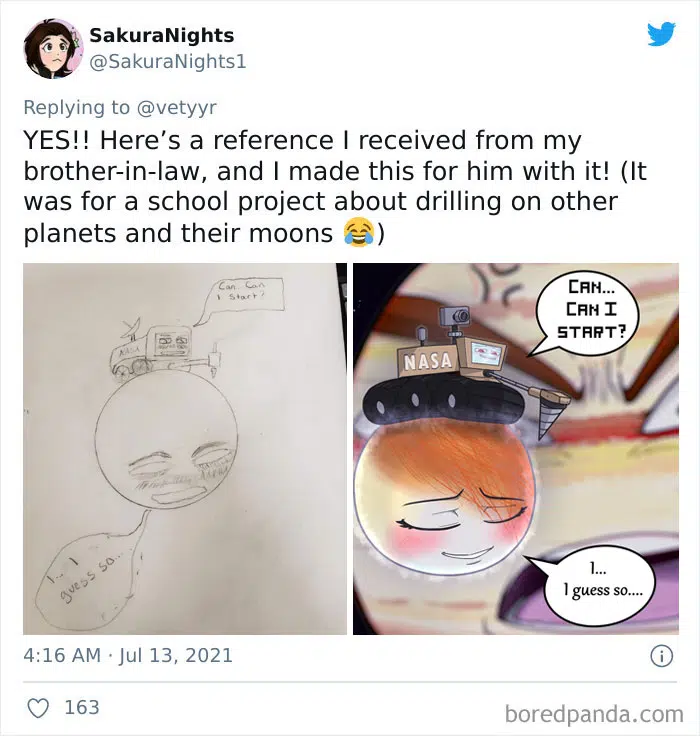 SakuraNights
@SakuraNights1
Replying to @vetyyr
YES!! Here’s a reference I received from my
brother-in-law, and I made this for him with it! (It
was for a school project about drilling on other
planets and their moons 😂)
Can.. Can
I Start?
NASA
I... I
guess so...
CAN...
CAN I
START?
NASA
I...
I guess so....
4:16 AM · Jul 13, 2021
163
boredpanda.com